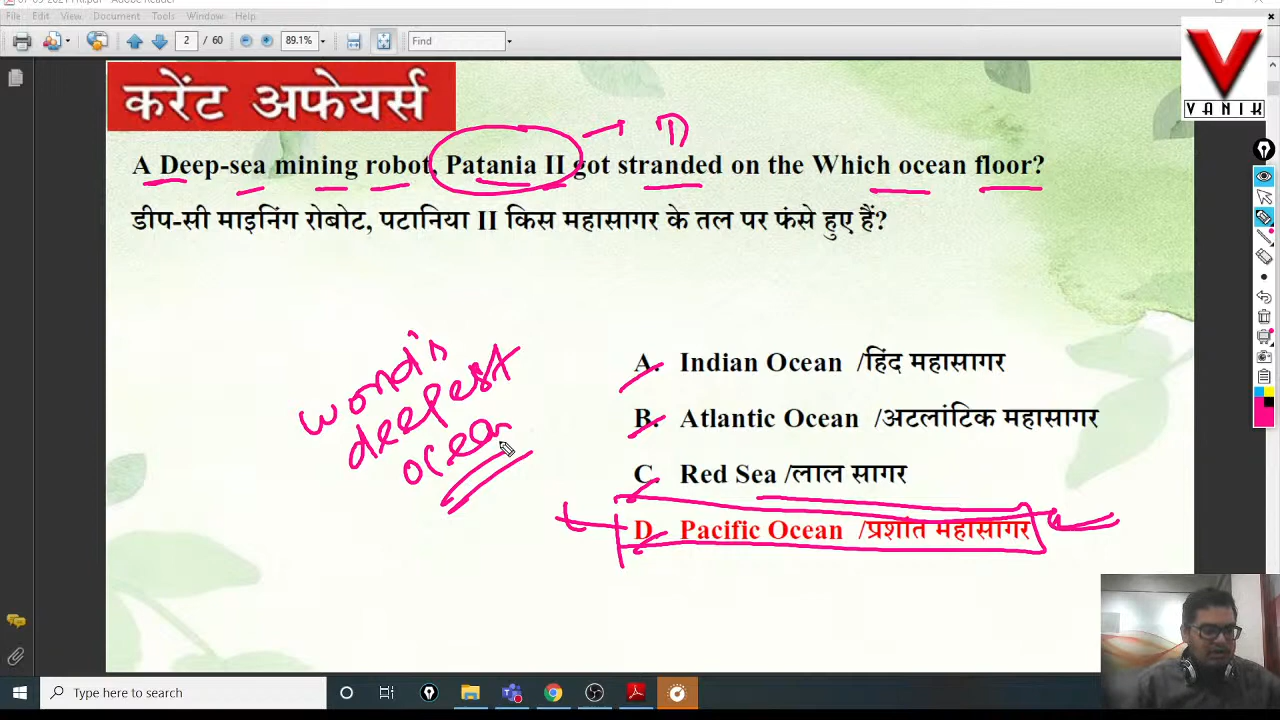 File Edit View Document Tools Window Help
2 / 60 89.1% Find
VANIK
करेंट अफेयर्स
A Deep-sea mining robot, Patania II got stranded on the Which ocean floor?
डीप-सी माइनिंग रोबोट, पटानिया II किस महासागर के तल पर फंसे हुए हैं?
world's
deepest
ocean
A. Indian Ocean /हिंद महासागर
B. Atlantic Ocean /अटलांटिक महासागर
C. Red Sea /लाल सागर
D. Pacific Ocean /प्रशांत महासागर
Type here to search